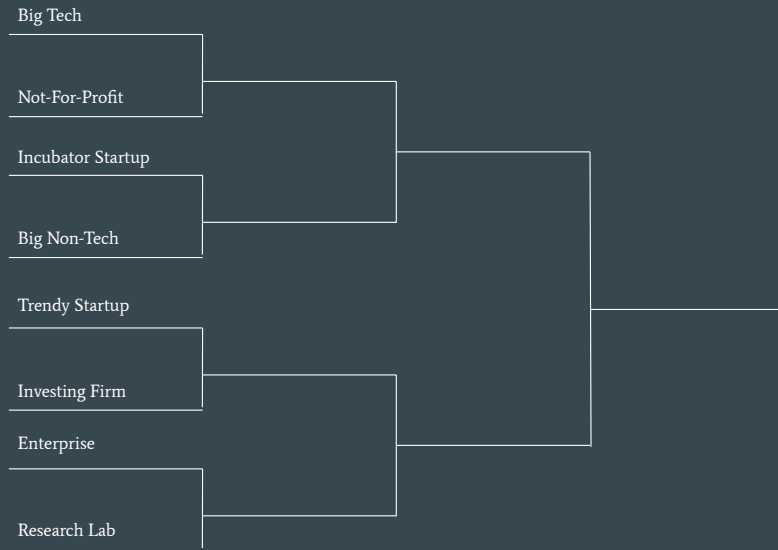 Big Tech
Not-For-Profit
Incubator Startup
Big Non-Tech
Trendy Startup
Investing Firm
Enterprise
Research Lab